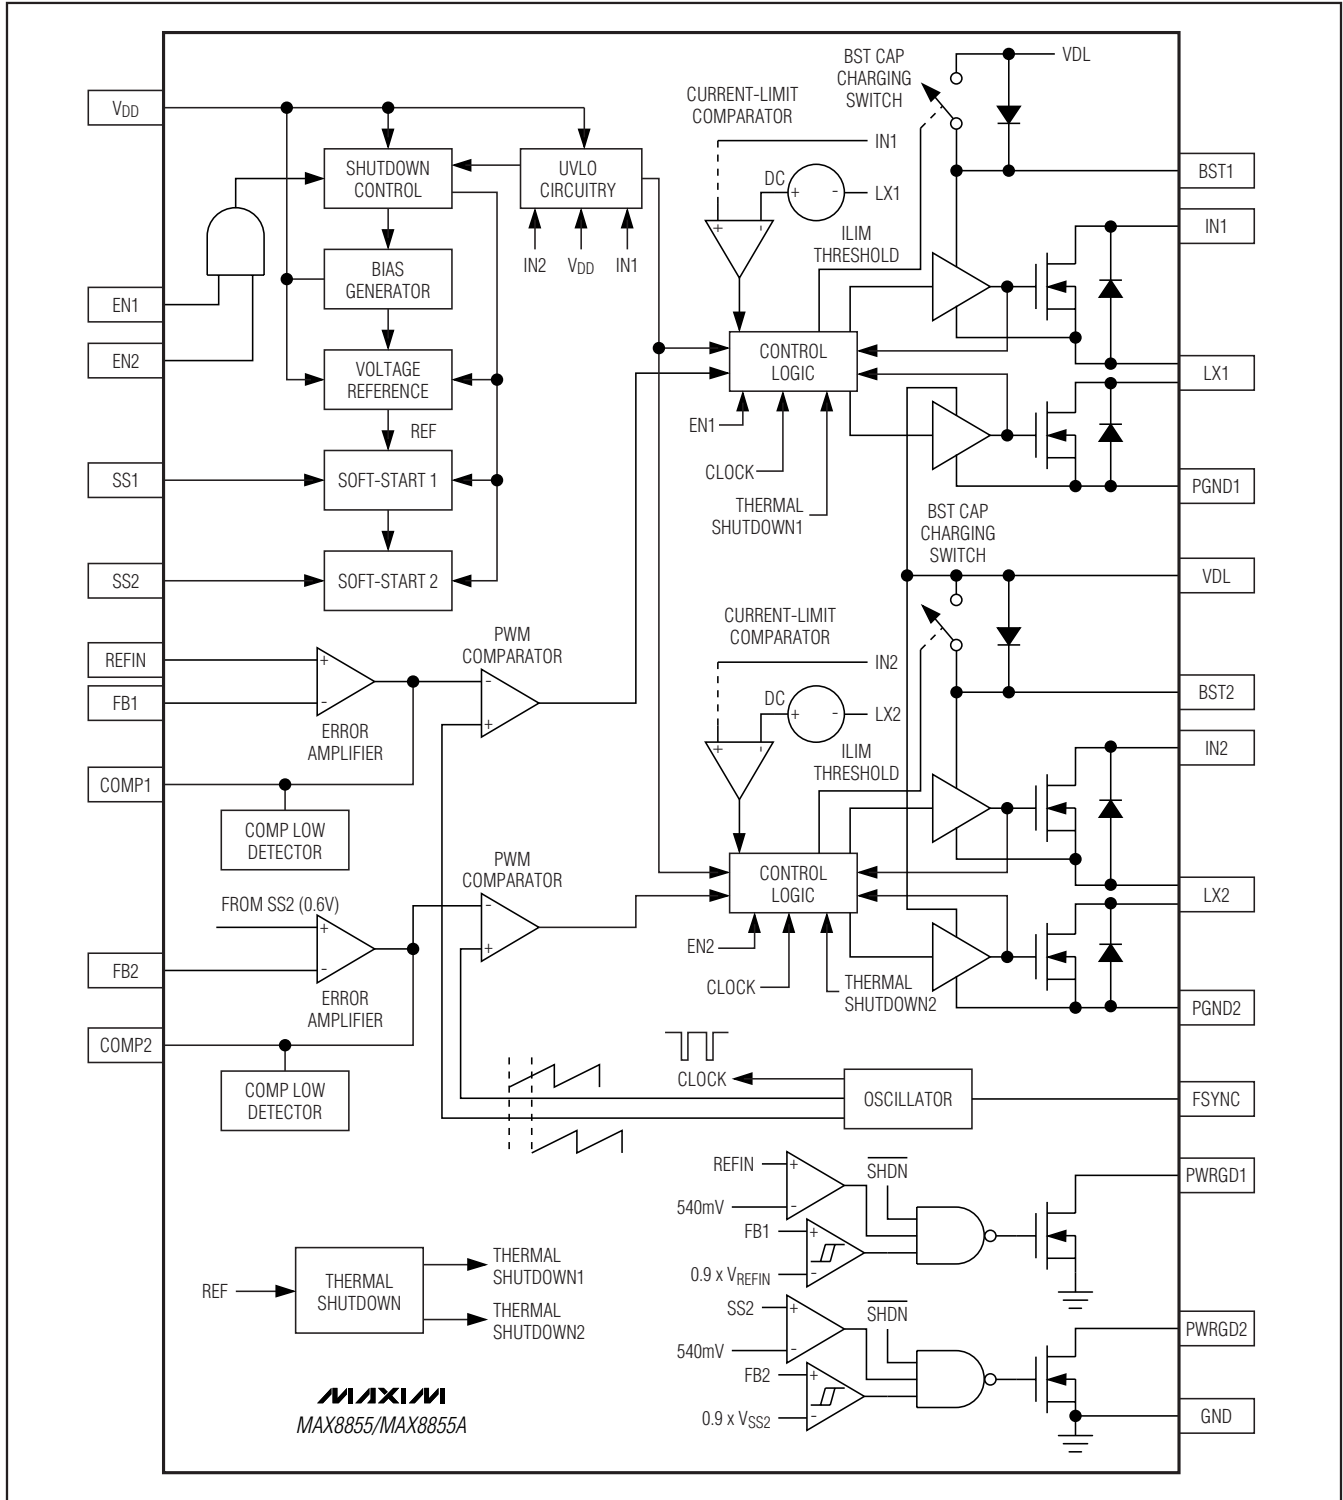 VDD
EN1
EN2
SS1
SS2
REFIN
FB1
COMP1
FB2
COMP2
SHUTDOWN
CONTROL
UVLO
CIRCUITRY
IN2
VDD
IN1
BIAS
GENERATOR
VOLTAGE
REFERENCE
REF
SOFT-START 1
SOFT-START 2
+
-
ERROR
AMPLIFIER
PWM
COMPARATOR
-
+
COMP LOW
DETECTOR
FROM SS2 (0.6V)
+
-
ERROR
AMPLIFIER
PWM
COMPARATOR
-
+
COMP LOW
DETECTOR
CURRENT-LIMIT
COMPARATOR
IN1
DC
+
-
LX1
+
-
ILIM
THRESHOLD
BST CAP
CHARGING
SWITCH
VDL
CONTROL
LOGIC
EN1
CLOCK
THERMAL
SHUTDOWN1
BST CAP
CHARGING
SWITCH
CURRENT-LIMIT
COMPARATOR
IN2
DC
+
-
LX2
+
-
ILIM
THRESHOLD
CONTROL
LOGIC
EN2
CLOCK
THERMAL
SHUTDOWN2
CLOCK
OSCILLATOR
REFIN
+
540mV
-
SHDN
FB1
+
0.9 x VREFIN
-
SS2
+
540mV
-
SHDN
FB2
+
0.9 x VSS2
-
REF
THERMAL
SHUTDOWN
THERMAL
SHUTDOWN1
THERMAL
SHUTDOWN2
MAXIM
MAX8855/MAX8855A
BST1
IN1
LX1
PGND1
VDL
BST2
IN2
LX2
PGND2
FSYNC
PWRGD1
PWRGD2
GND